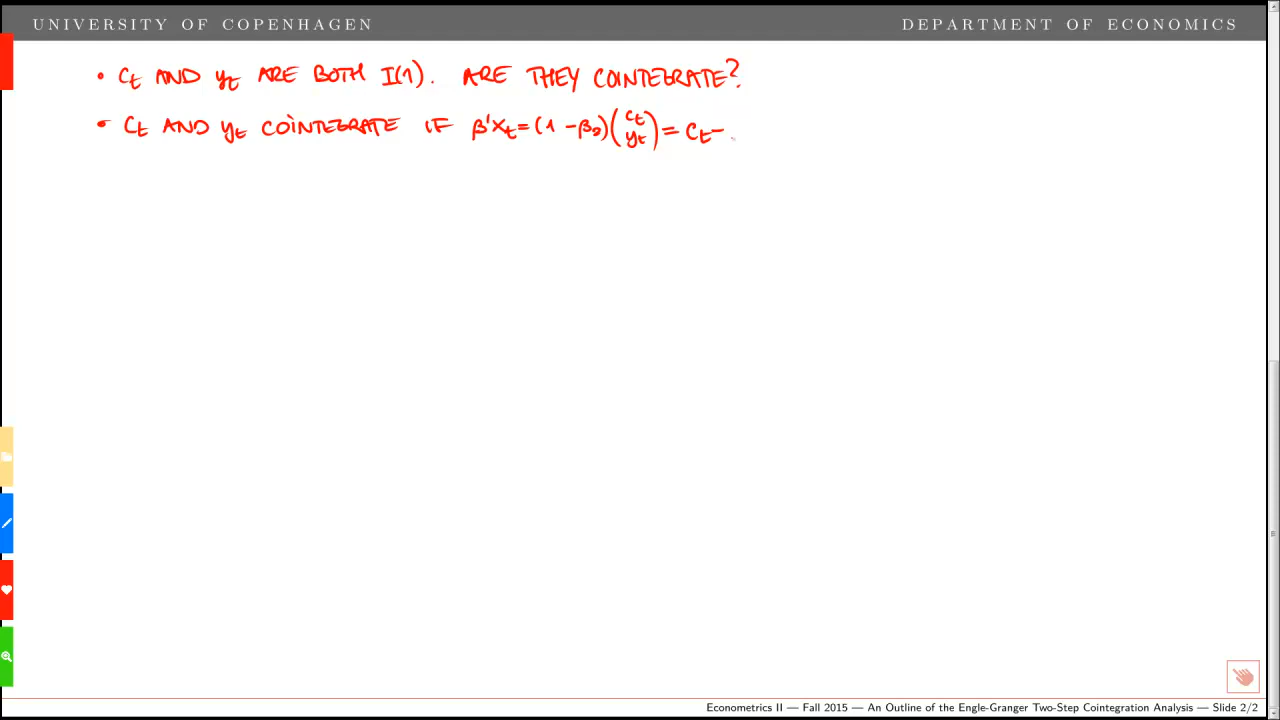 UNIVERSITY OF COPENHAGEN
DEPARTMENT OF ECONOMICS
• Ct AND yt ARE BOTH I(1). ARE THEY COINTEGRATE?
• Ct AND yt COINTEGRATE IF β'Xt = (1 -β2)(Ct yt) = Ct -
Econometrics II — Fall 2015 — An Outline of the Engle-Granger Two-Step Cointegration Analysis — Slide 2/2